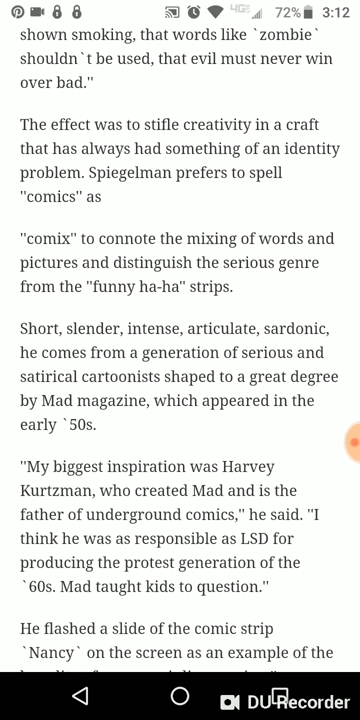 4G 72% 3:12
shown smoking, that words like `zombie`
shouldn`t be used, that evil must never win
over bad."
The effect was to stifle creativity in a craft
that has always had something of an identity
problem. Spiegelman prefers to spell
"comics" as
"comix" to connote the mixing of words and
pictures and distinguish the serious genre
from the "funny ha-ha" strips.
Short, slender, intense, articulate, sardonic,
he comes from a generation of serious and
satirical cartoonists shaped to a great degree
by Mad magazine, which appeared in the
early `50s.
"My biggest inspiration was Harvey
Kurtzman, who created Mad and is the
father of underground comics," he said. "I
think he was as responsible as LSD for
producing the protest generation of the
`60s. Mad taught kids to question."
He flashed a slide of the comic strip
`Nancy` on the screen as an example of the
DU Recorder